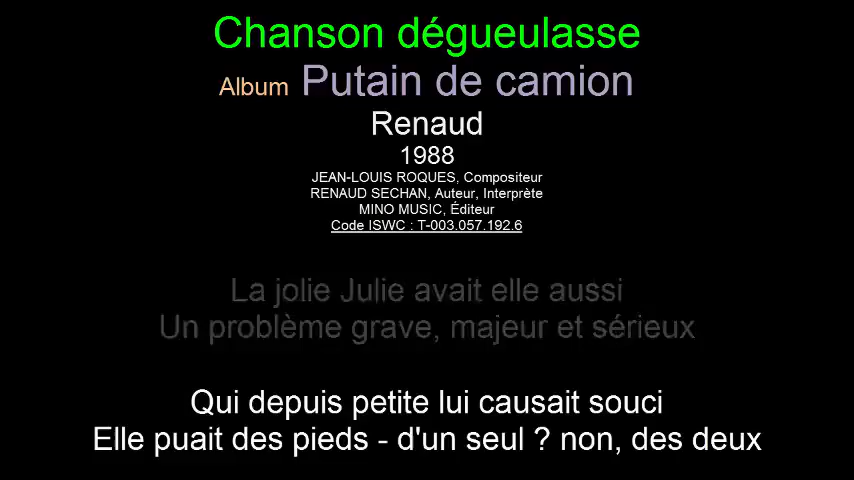 Chanson dégueulasse
Album Putain de camion
Renaud
1988
JEAN-LOUIS ROQUES, Compositeur
RENAUD SECHAN, Auteur, Interprète
MINO MUSIC, Éditeur
Code ISWC : T-003.057.192.6
La jolie Julie avait elle aussi
Un problème grave, majeur et sérieux
Qui depuis petite lui causait souci
Elle puait des pieds - d'un seul ? non, des deux